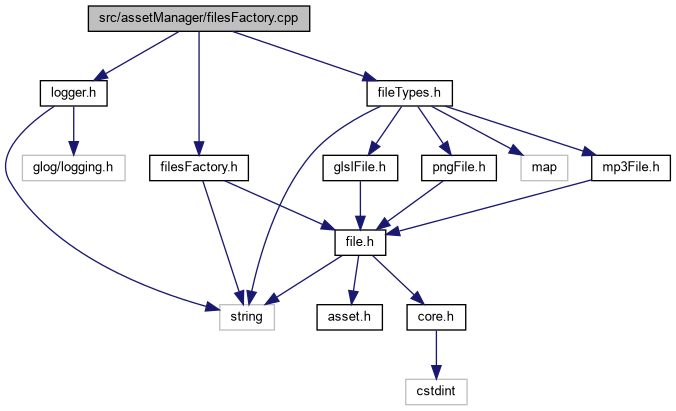 src/assetManager/filesFactory.cpp
logger.h
fileTypes.h
glog/logging.h
filesFactory.h
glslFile.h
pngFile.h
map
mp3File.h
file.h
string
asset.h
core.h
cstdint